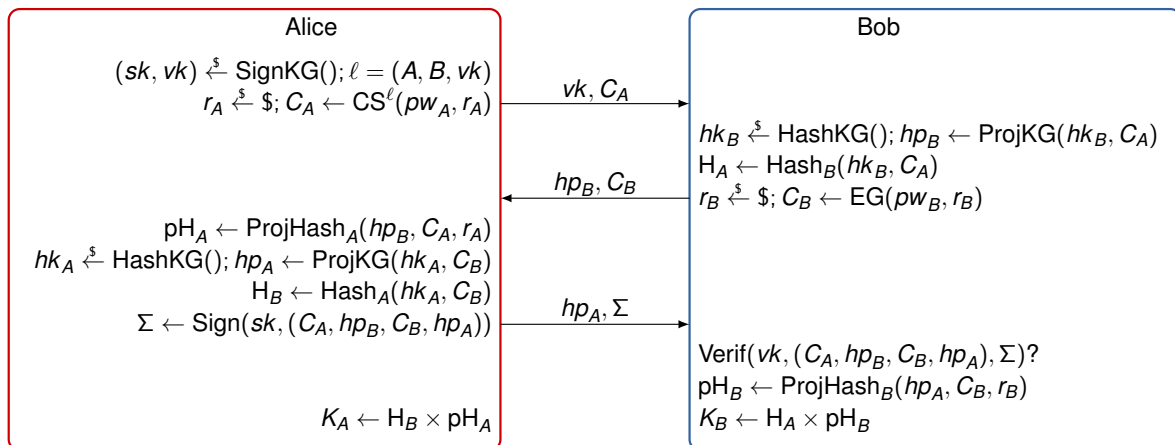 Alice
Bob
(sk, vk) ←$ SignKG(); ℓ = (A, B, vk)
r_A ←$ $; C_A ← CS^ℓ(pw_A, r_A)
vk, C_A
hk_B ←$ HashKG(); hp_B ← ProjKG(hk_B, C_A)
H_A ← Hash_B(hk_B, C_A)
hp_B, C_B
r_B ←$ $; C_B ← EG(pw_B, r_B)
pH_A ← ProjHash_A(hp_B, C_A, r_A)
hk_A ←$ HashKG(); hp_A ← ProjKG(hk_A, C_B)
H_B ← Hash_A(hk_A, C_B)
Σ ← Sign(sk, (C_A, hp_B, C_B, hp_A))
hp_A, Σ
Verif(vk, (C_A, hp_B, C_B, hp_A), Σ)?
pH_B ← ProjHash_B(hp_A, C_B, r_B)
K_A ← H_B × pH_A
K_B ← H_A × pH_B